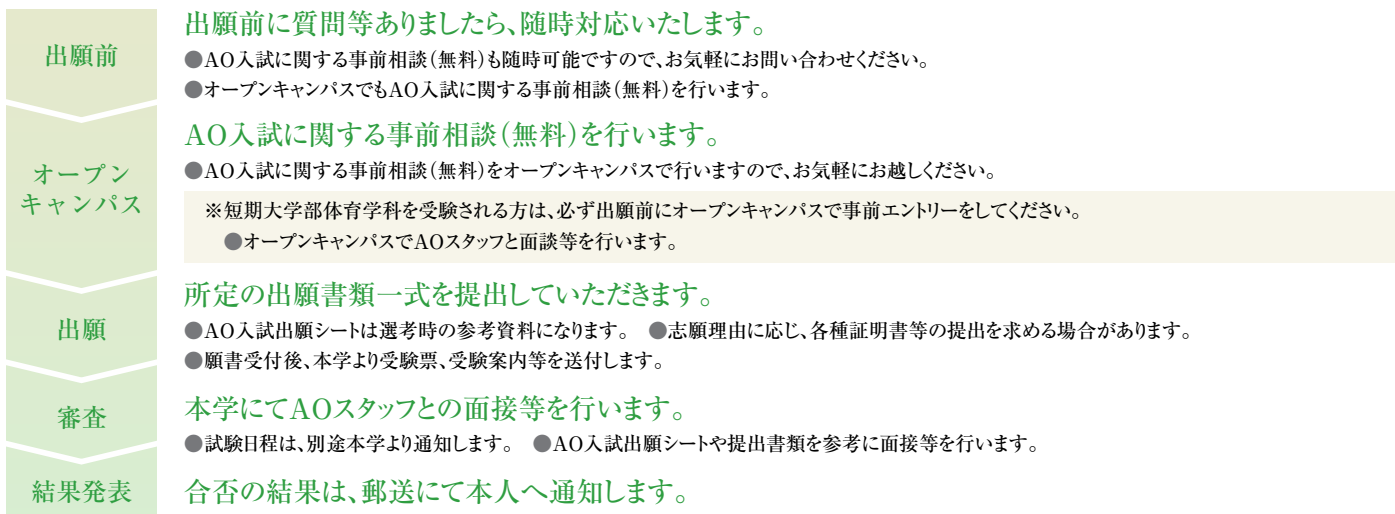 出願前
出願前に質問等ありましたら、随時対応いたします。
●AO入試に関する事前相談(無料)も随時可能ですので、お気軽にお問い合わせください。
●オープンキャンパスでもAO入試に関する事前相談(無料)を行います。
オープン
キャンパス
AO入試に関する事前相談(無料)を行います。
●AO入試に関する事前相談(無料)をオープンキャンパスで行いますので、お気軽にお越しください。
※短期大学部体育学科を受験される方は、必ず出願前にオープンキャンパスで事前エントリーをしてください。
●オープンキャンパスでAOスタッフと面談等を行います。
出願
所定の出願書類一式を提出していただきます。
●AO入試出願シートは選考時の参考資料になります。 ●志願理由に応じ、各種証明書等の提出を求める場合があります。
●願書受付後、本学より受験票、受験案内等を送付します。
審査
本学にてAOスタッフとの面接等を行います。
●試験日程は、別途本学より通知します。 ●AO入試出願シートや提出書類を参考に面接等を行います。
結果発表
合否の結果は、郵送にて本人へ通知します。